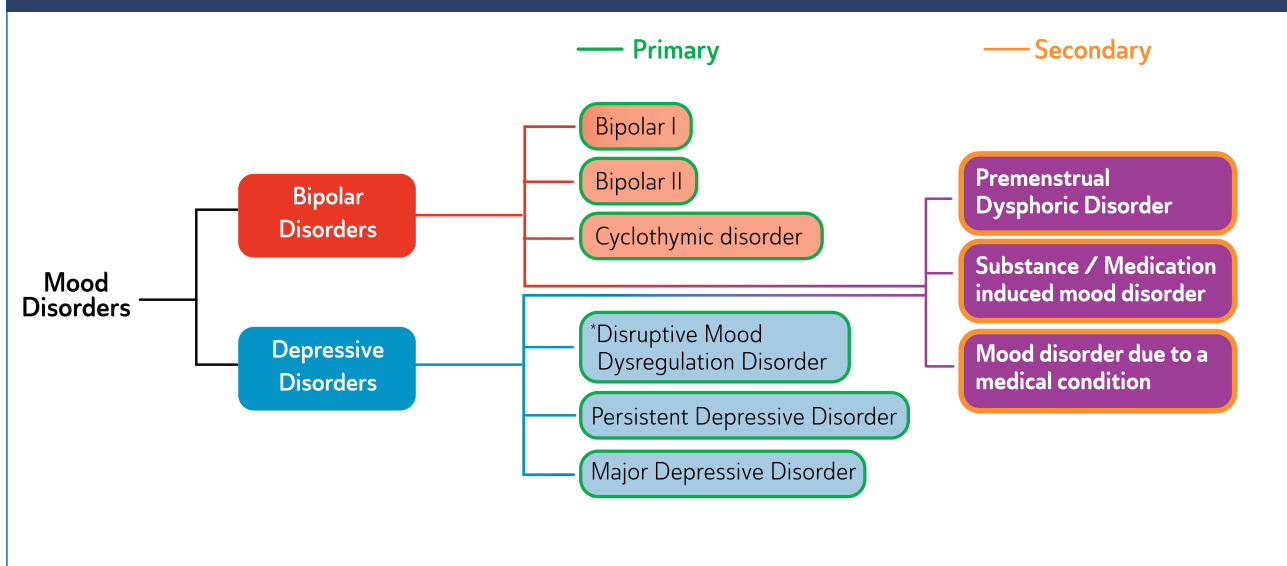 Primary
Secondary
Mood
Disorders
Bipolar
Disorders
Bipolar I
Bipolar II
Cyclothymic disorder
Depressive
Disorders
*Disruptive Mood
Dysregulation Disorder
Persistent Depressive Disorder
Major Depressive Disorder
Premenstrual
Dysphoric Disorder
Substance / Medication
induced mood disorder
Mood disorder due to a
medical condition